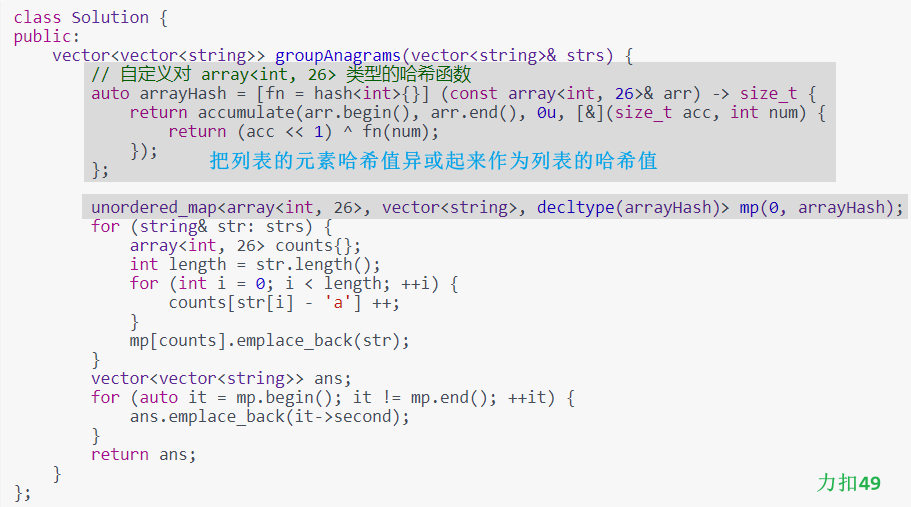 class Solution {
public:
    vector<vector<string>> groupAnagrams(vector<string>& strs) {
        // 自定义对 array<int, 26> 类型的哈希函数
        auto arrayHash = [fn = hash<int>{}] (const array<int, 26>& arr) -> size_t {
            return accumulate(arr.begin(), arr.end(), 0u, [&](size_t acc, int num) {
                return (acc << 1) ^ fn(num);
            });
把列表的元素哈希值异或起来作为列表的哈希值
        };
        unordered_map<array<int, 26>, vector<string>, decltype(arrayHash)> mp(0, arrayHash);
        for (string& str: strs) {
            array<int, 26> counts{};
            int length = str.length();
            for (int i = 0; i < length; ++i) {
                counts[str[i] - 'a'] ++;
            }
            mp[counts].emplace_back(str);
        }
        vector<vector<string>> ans;
        for (auto it = mp.begin(); it != mp.end(); ++it) {
            ans.emplace_back(it->second);
        }
        return ans;
    }
};
力扣49